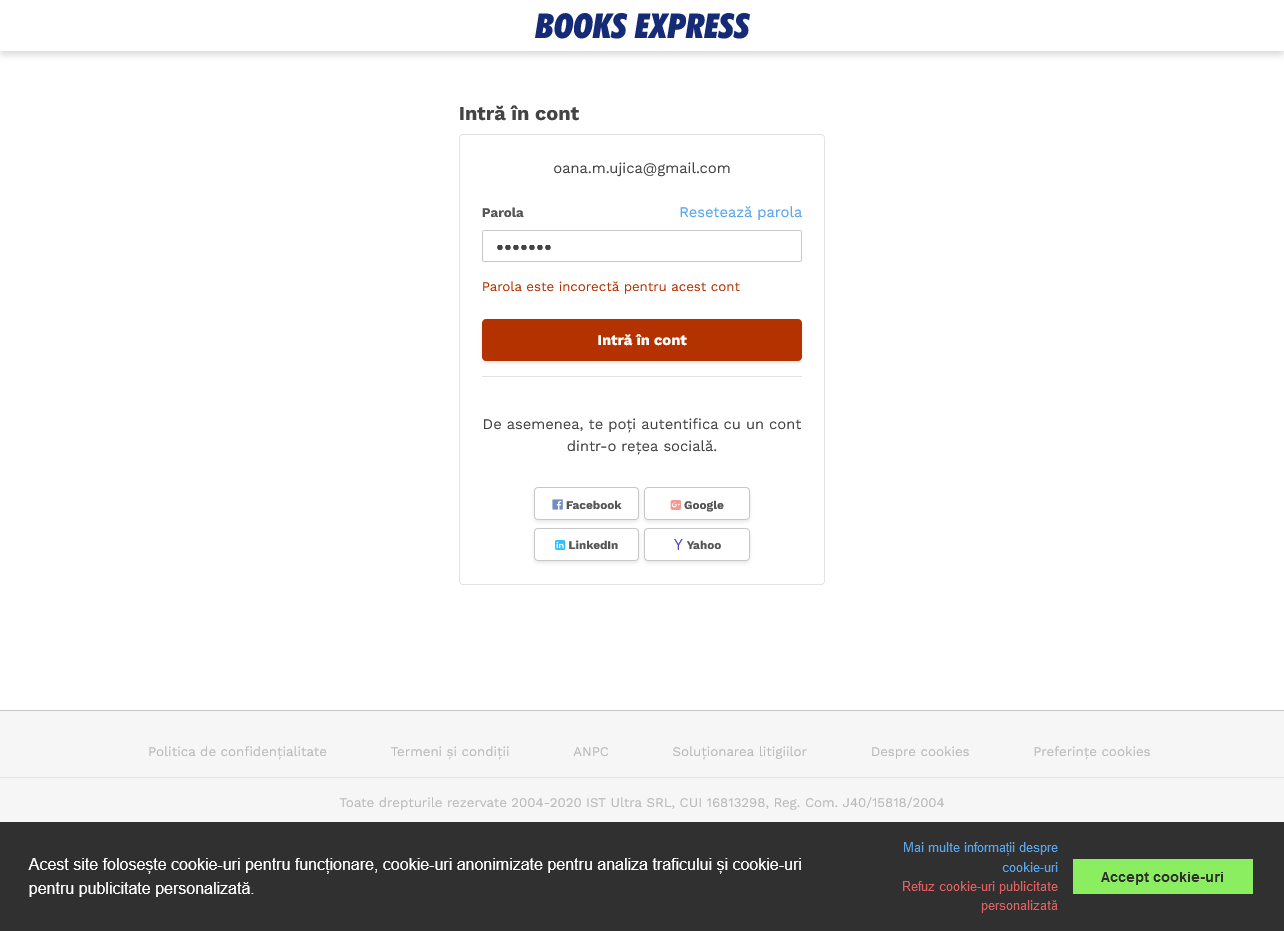 BOOKS EXPRESS
Intră în cont
oana.m.ujica@gmail.com
Parola
Resetează parola
Parola este incorectă pentru acest cont
Intră în cont
De asemenea, te poți autentifica cu un cont
dintr-o rețea socială.
Facebook
Google
LinkedIn
Yahoo
Politica de confidențialitate
Termeni și condiții
ANPC
Soluționarea litigiilor
Despre cookies
Preferințe cookies
Toate drepturile rezervate 2004-2020 IST Ultra SRL, CUI 16813298, Reg. Com. J40/15818/2004
Acest site folosește cookie-uri pentru funcționare, cookie-uri anonimizate pentru analiza traficului și cookie-uri
pentru publicitate personalizată.
Mai multe informații despre
cookie-uri
Refuz cookie-uri publicitate
personalizată
Accept cookie-uri